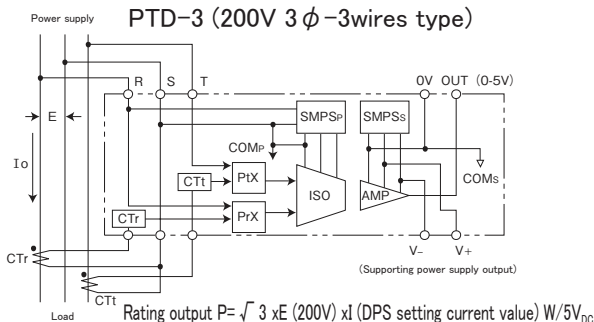 PTD-3 (200V 3ϕ-3wires type)
Power supply
R S T
0V OUT (0-5V)
E
SMPSP SMPSS
Io
COMP
COMS
CTt PtX
ISO
AMP
CTr PrX
V- V+
CTr
(Supporting power supply output)
CTt
Load
Rating output P= √ 3 xE (200V) xI (DPS setting current value) W/5VDC